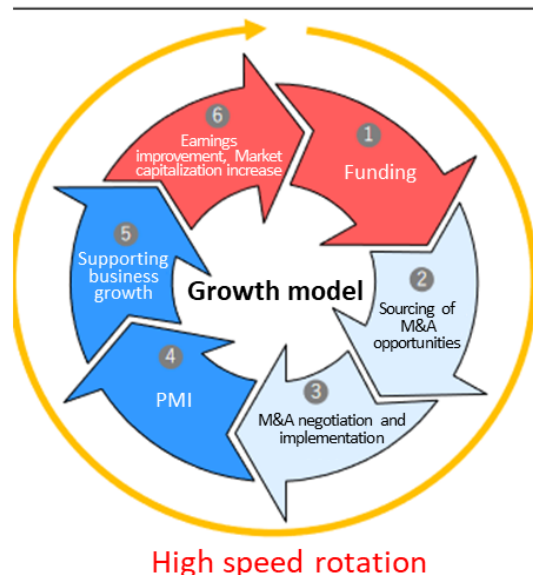 1
Funding
2
Sourcing of
M&A
opportunities
3
M&A negotiation and
implementation
4
PMI
5
Supporting
business
growth
6
Earnings
improvement, Market
capitalization increase
Growth model
High speed rotation